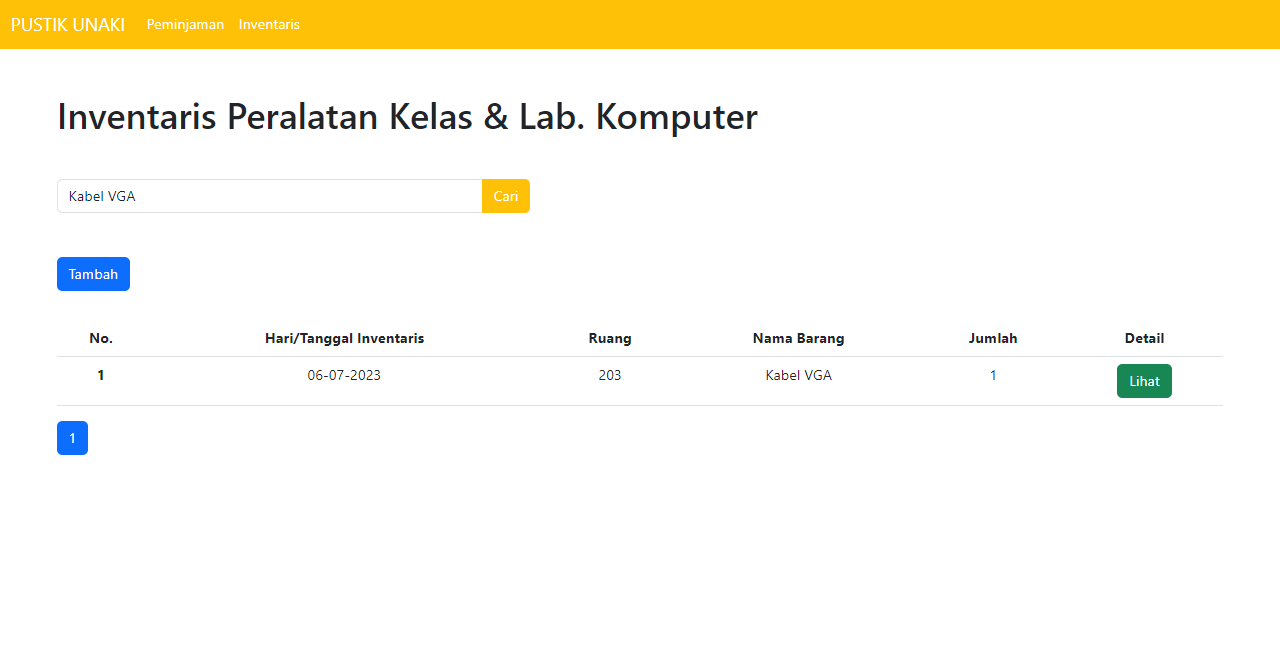 PUSTIK UNAKI Peminjaman Inventaris
Inventaris Peralatan Kelas & Lab. Komputer
Kabel VGA Cari
Tambah
No. Hari/Tanggal Inventaris Ruang Nama Barang Jumlah Detail
1 06-07-2023 203 Kabel VGA 1 Lihat
1